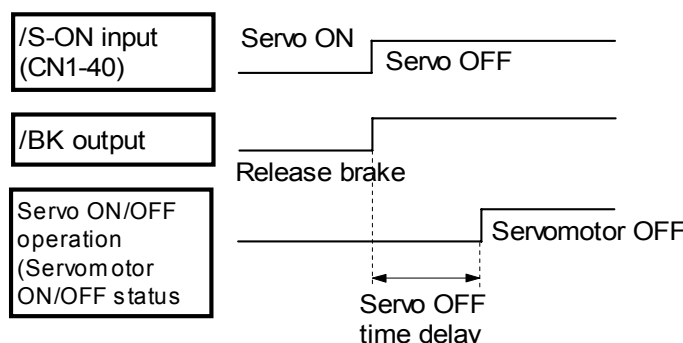 /S-ON input
(CN1-40)
Servo ON
Servo OFF
/BK output
Release brake
Servo ON/OFF
operation
(Servomotor
ON/OFF status
Servomotor OFF
Servo OFF
time delay